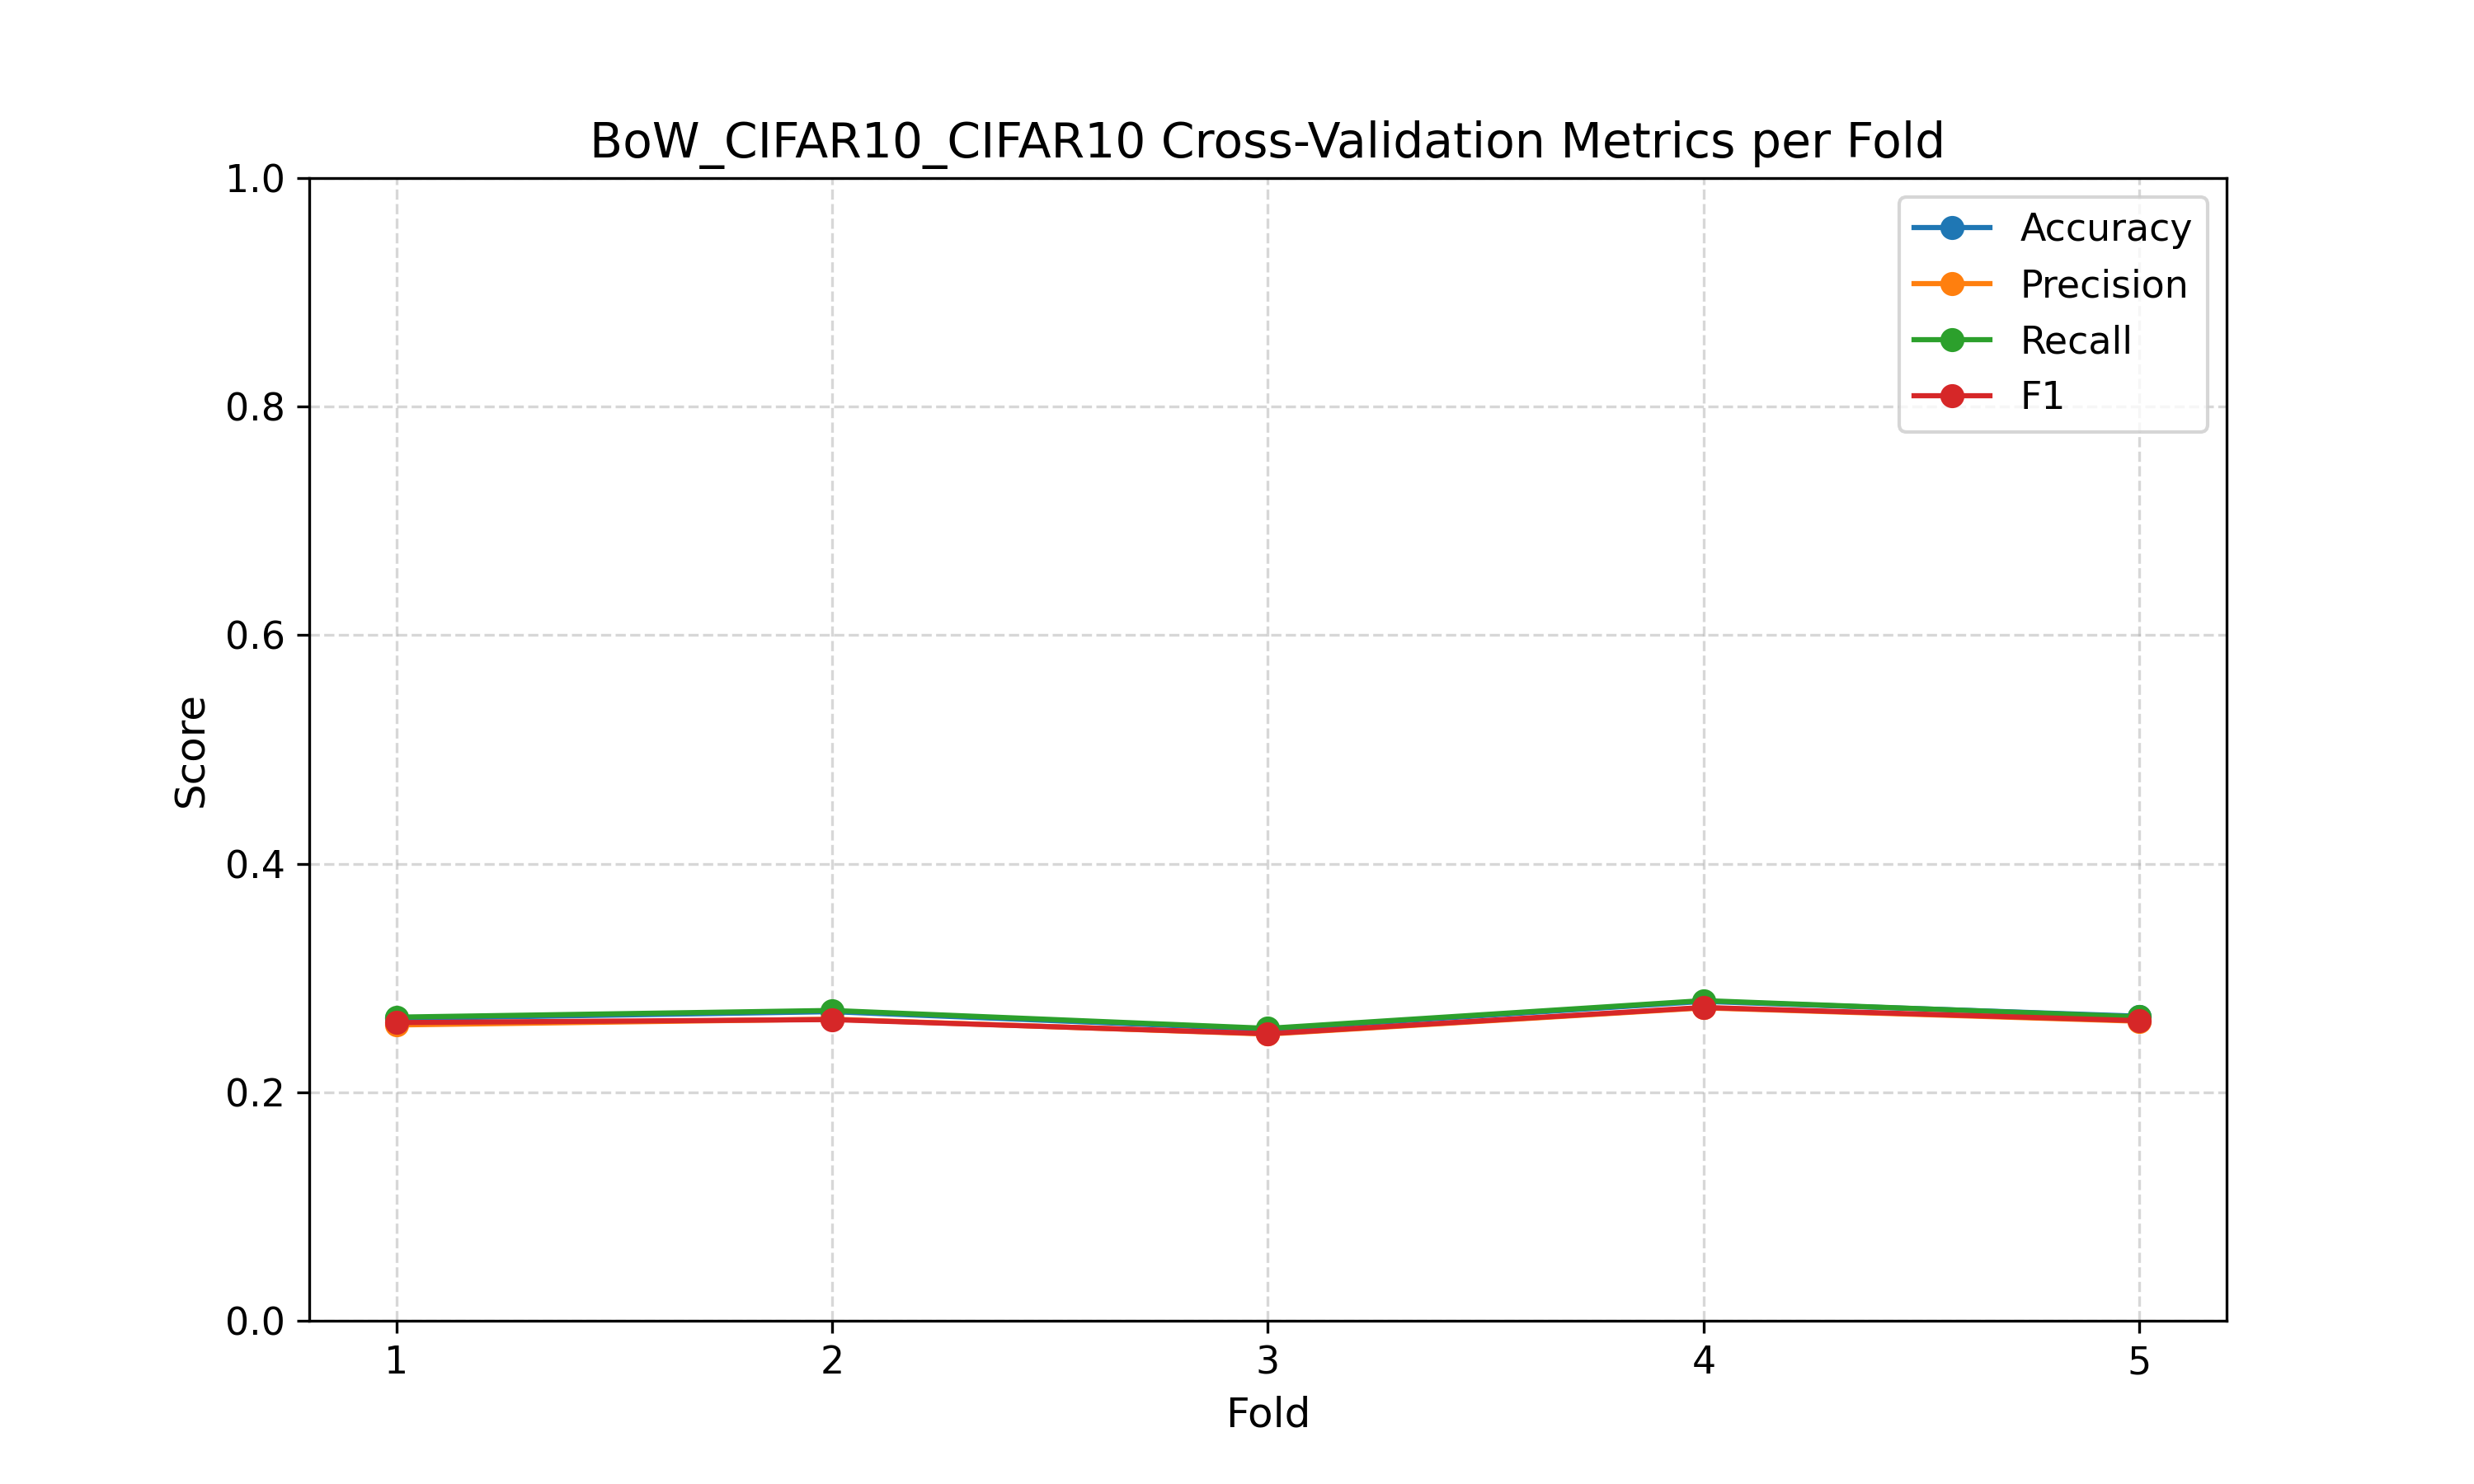 BoW_CIFAR10_CIFAR10 Cross-Validation Metrics per Fold
1.0
0.8
0.6
0.4
0.2
0.0
Score
Accuracy
Precision
Recall
F1
1 2 3 4 5
Fold